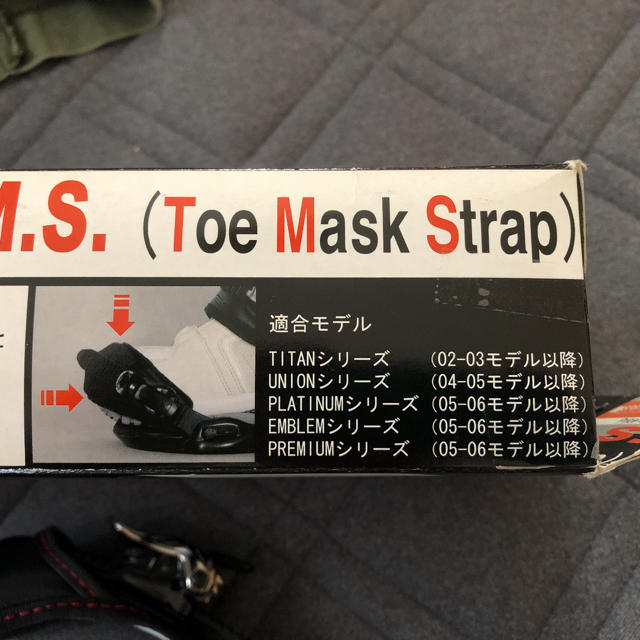 M.S. (Toe Mask Strap)
適合モデル
TITANシリーズ (02-03モデル以降)
UNIONシリーズ (04-05モデル以降)
PLATINUMシリーズ (05-06モデル以降)
EMBLEMシリーズ (05-06モデル以降)
PREMIUMシリーズ (05-06モデル以降)